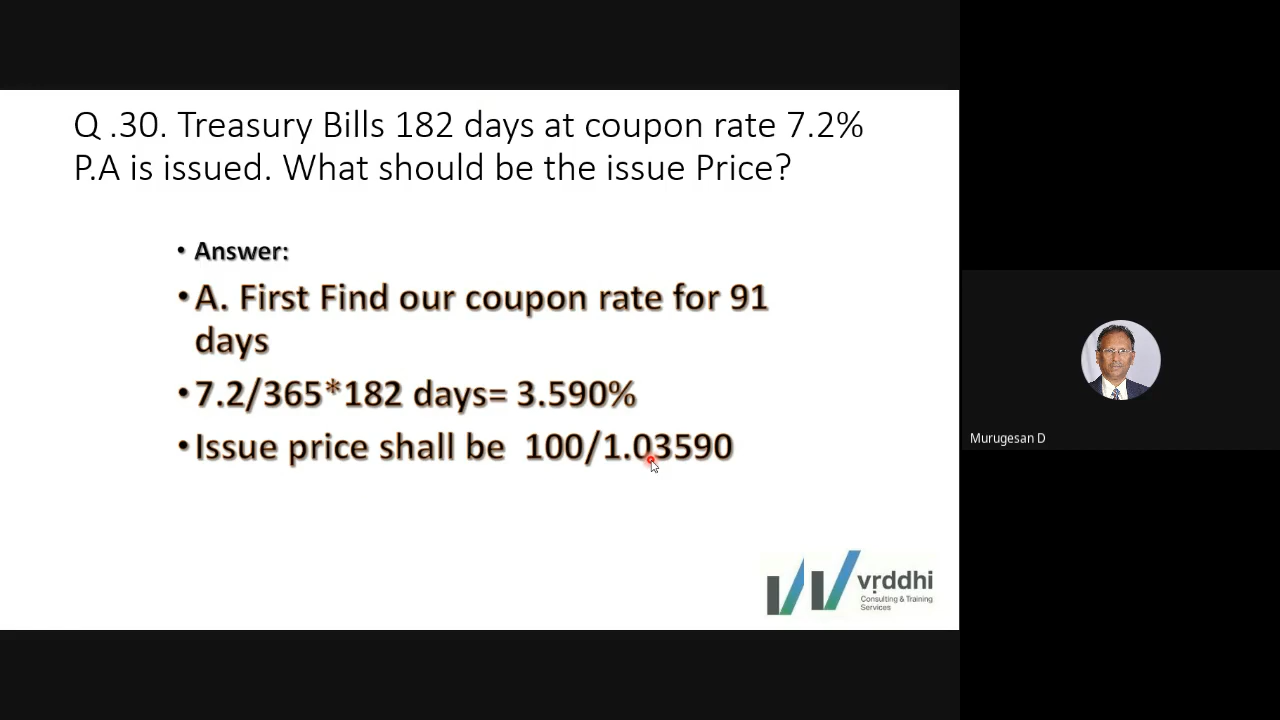 Q .30. Treasury Bills 182 days at coupon rate 7.2%
P.A is issued. What should be the issue Price?
• Answer:
• A. First Find our coupon rate for 91
days
• 7.2/365*182 days= 3.590%
• Issue price shall be 100/1.03590
vṛddhi
Consulting & Training
Services
Murugesan D